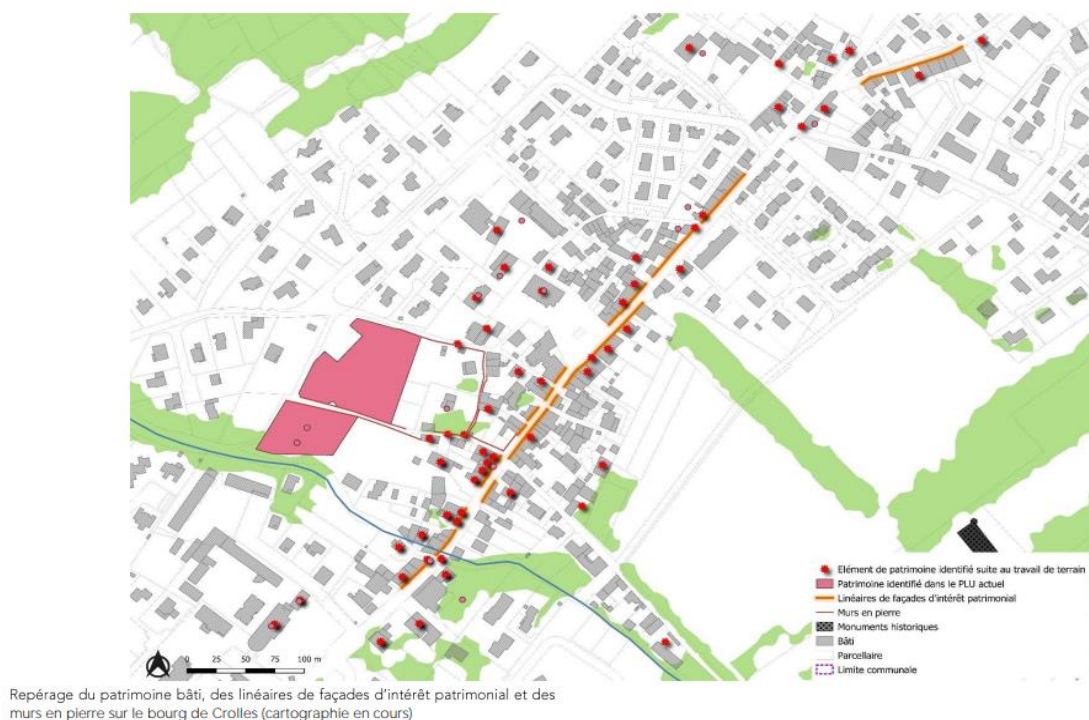 Elément de patrimoine identifié suite au travail de terrain
Patrimoine identifié dans le PLU actuel
Linéaires de façades d'intérêt patrimonial
Murs en pierre
Monuments historiques
Bâti
Parcellaire
Limite communale
0 25 50 75 100 m
Repérage du patrimoine bâti, des linéaires de façades d'intérêt patrimonial et des
murs en pierre sur le bourg de Crolles (cartographie en cours)